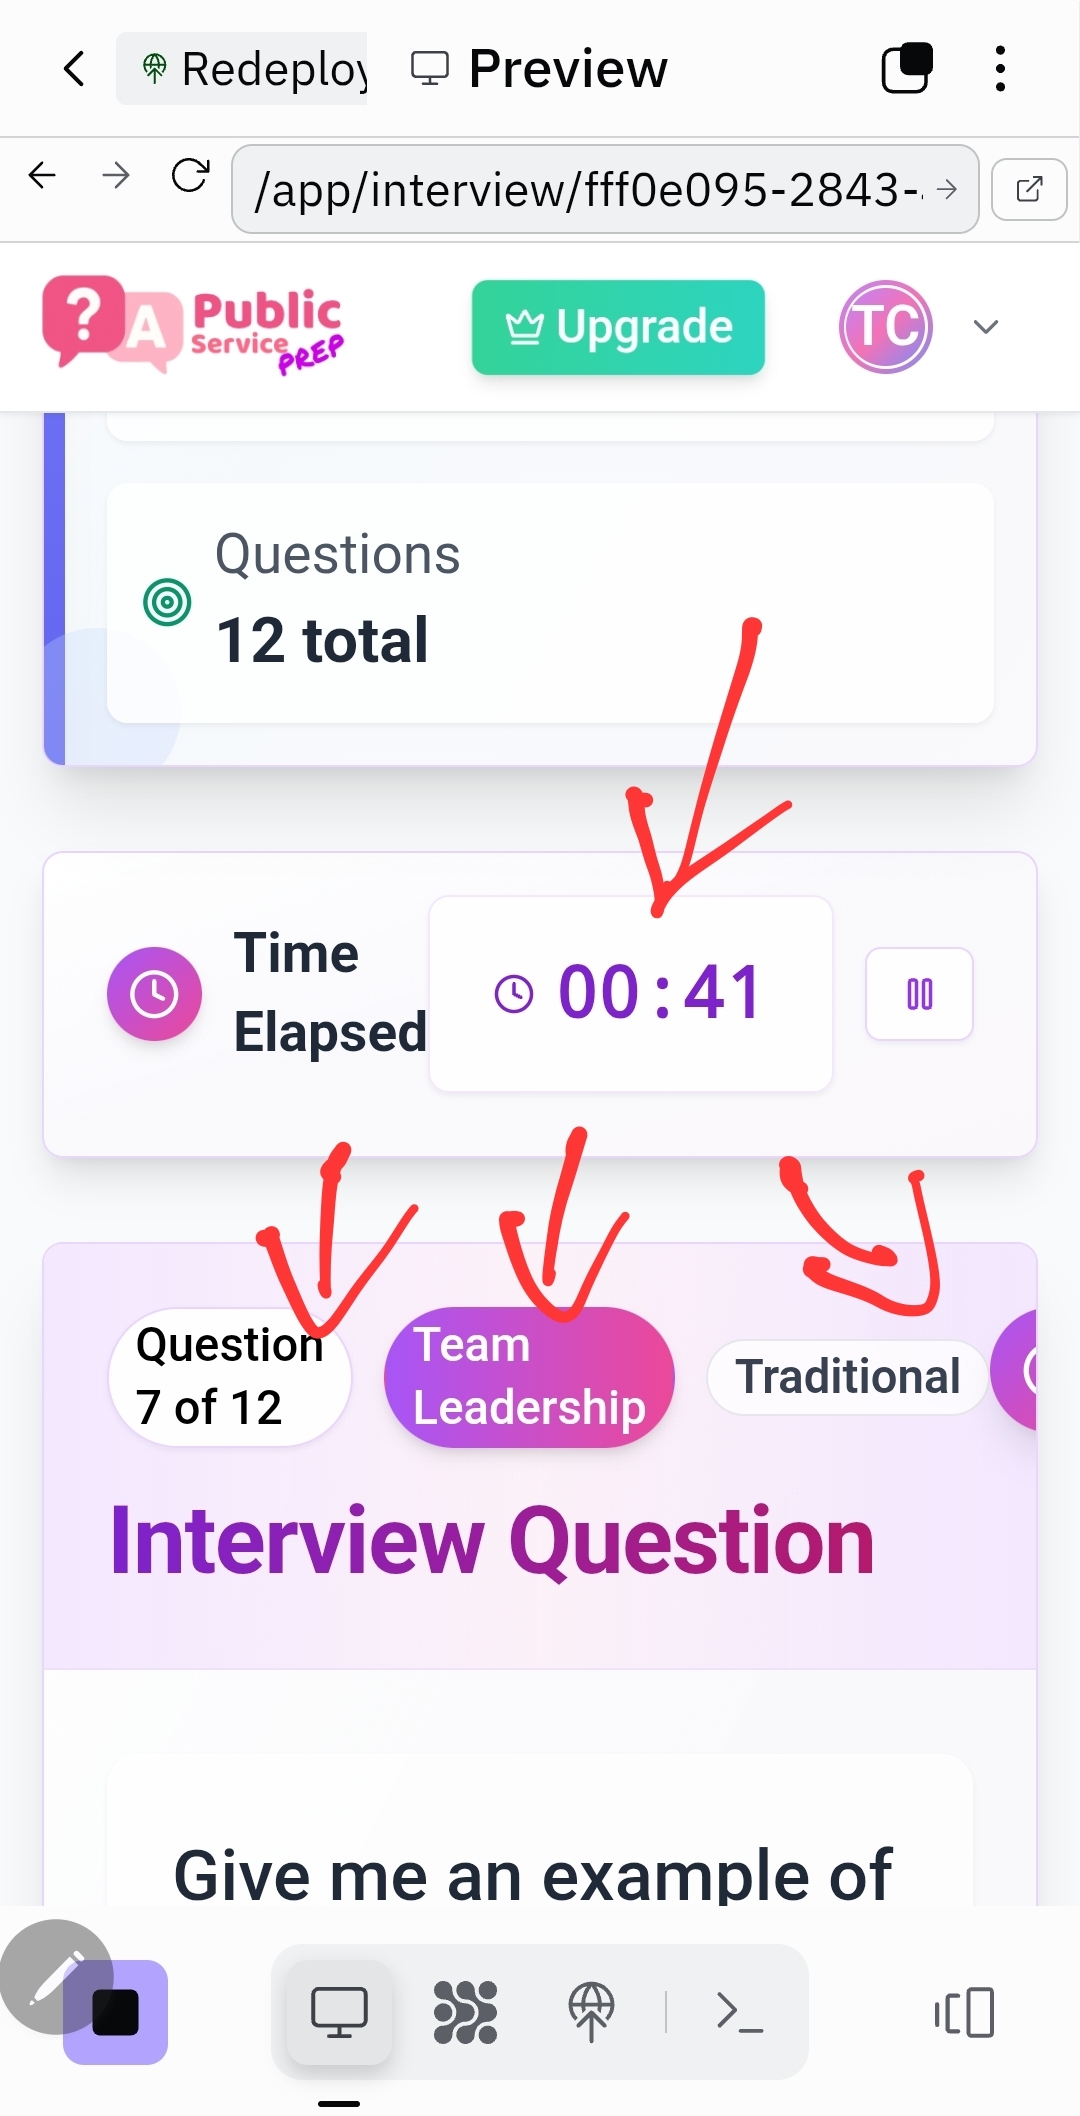 Redeploy
Preview
/app/interview/fff0e095-2843-
? A Public
Service
PREP
Upgrade
TC
Questions
12 total
Time
Elapsed
00:41
Question
7 of 12
Team
Leadership
Traditional
Interview Question
Give me an example of